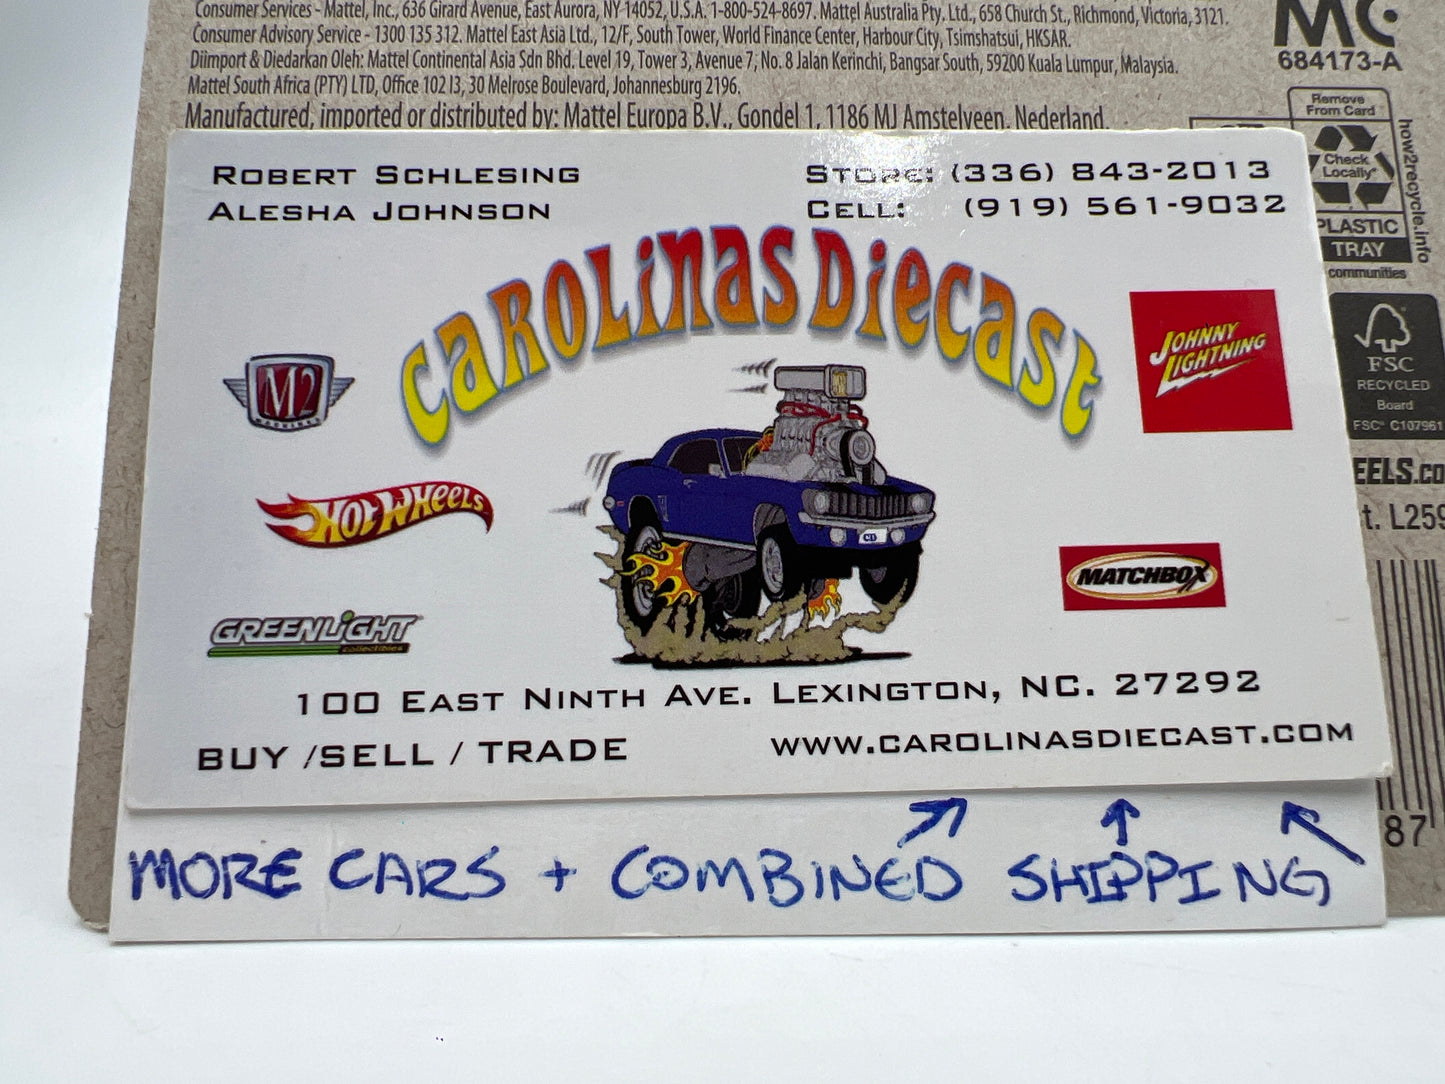 Consumer Services - Mattel, Inc., 636 Girard Avenue, East Aurora, NY 14052, U.S.A. 1-800-524-8697. Mattel Australia Pty. Ltd., 658 Church St., Richmond, Victoria, 3121.
Consumer Advisory Service - 1300 135 312. Mattel East Asia Ltd., 12/F, South Tower, World Finance Center, Harbour City, Tsimshatsui, HKSAR.
Diimport & Diedarkan Oleh: Mattel Continental Asia Sdn Bhd. Level 19, Tower 3, Avenue 7, No. 8 Jalan Kerinchi, Bangsar South, 59200 Kuala Lumpur, Malaysia.
Mattel South Africa (PTY) LTD, Office 102 I3, 30 Melrose Boulevard, Johannesburg 2196.
Manufactured, imported or distributed by: Mattel Europa B.V., Gondel 1, 1186 MJ Amstelveen, Nederland.
684173-A
Remove
From Card
Check
Locally*
PLASTIC
TRAY
how2recycle.info
communities
FSC
RECYCLED
Board
FSC® C107961
EELS.CO
t. L259
87
ROBERT SCHLESING
ALESHA JOHNSON
STORE: (336) 843-2013
CELL: (919) 561-9032
CAROLINAS DIECAST
M2
MACHINES
JOHNNY
LIGHTNING
HOT WHEELS
CD
MATCHBOX
GREENLIGHT
collectibles
100 EAST NINTH AVE. LEXINGTON, NC. 27292
BUY /SELL / TRADE
WWW.CAROLINASDIECAST.COM
MORE CARS + COMBINED SHIPPING